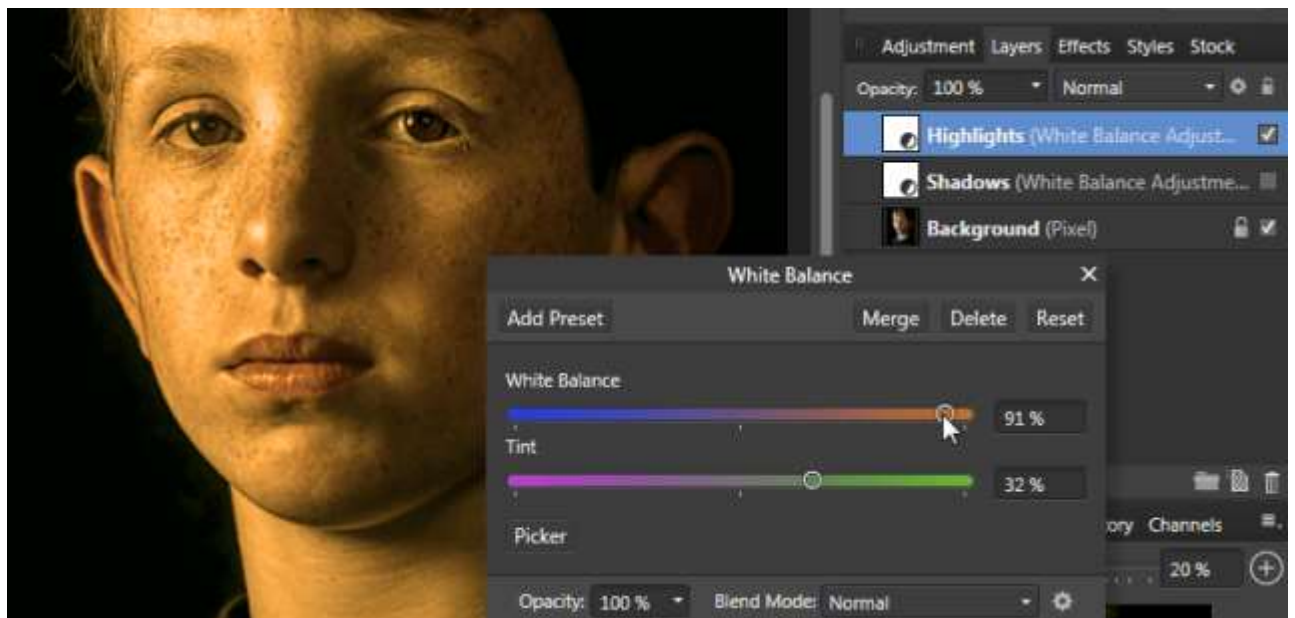 Adjustment Layers Effects Styles Stock
Opacity: 100 % Normal
Highlights (White Balance Adjust...
Shadows (White Balance Adjustme...
Background (Pixel)
White Balance
Add Preset Merge Delete Reset
White Balance
91 %
Tint
32 %
Picker
ory Channels
20 %
Opacity: 100 % Blend Mode: Normal